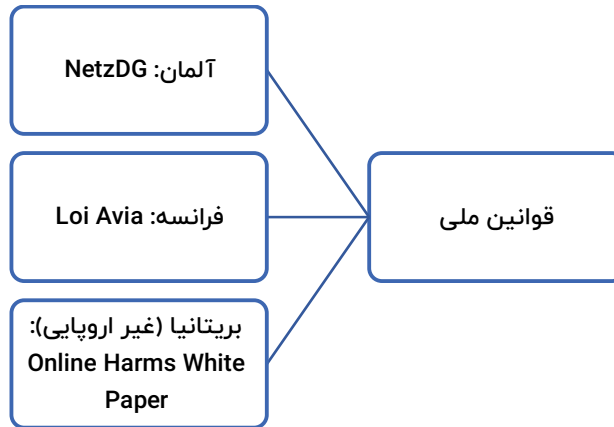 قوانین ملی
آلمان: NetzDG
فرانسه: Loi Avia
بریتانیا (غیر اروپایی):
Online Harms White
Paper